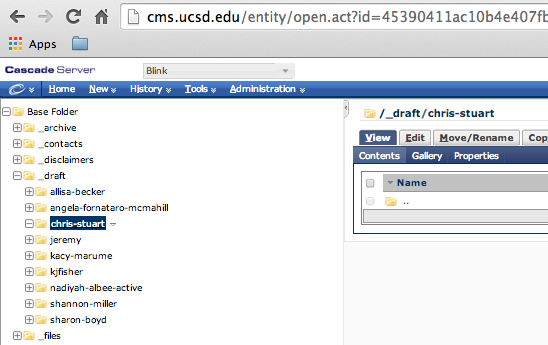 cms.ucsd.edu/entity/open.act?id=45390411ac10b4e407fb
Apps
Cascade Server
Blink
Home New History Tools Administration
Base Folder
_archive
_contacts
_disclaimers
_draft
allisa-becker
angela-fornataro-mcmahill
chris-stuart
jeremy
kacy-marume
kjfisher
nadiyah-albee-active
shannon-miller
sharon-boyd
_files
/_draft/chris-stuart
View Edit Move/Rename Cop
Contents Gallery Properties
Name
..